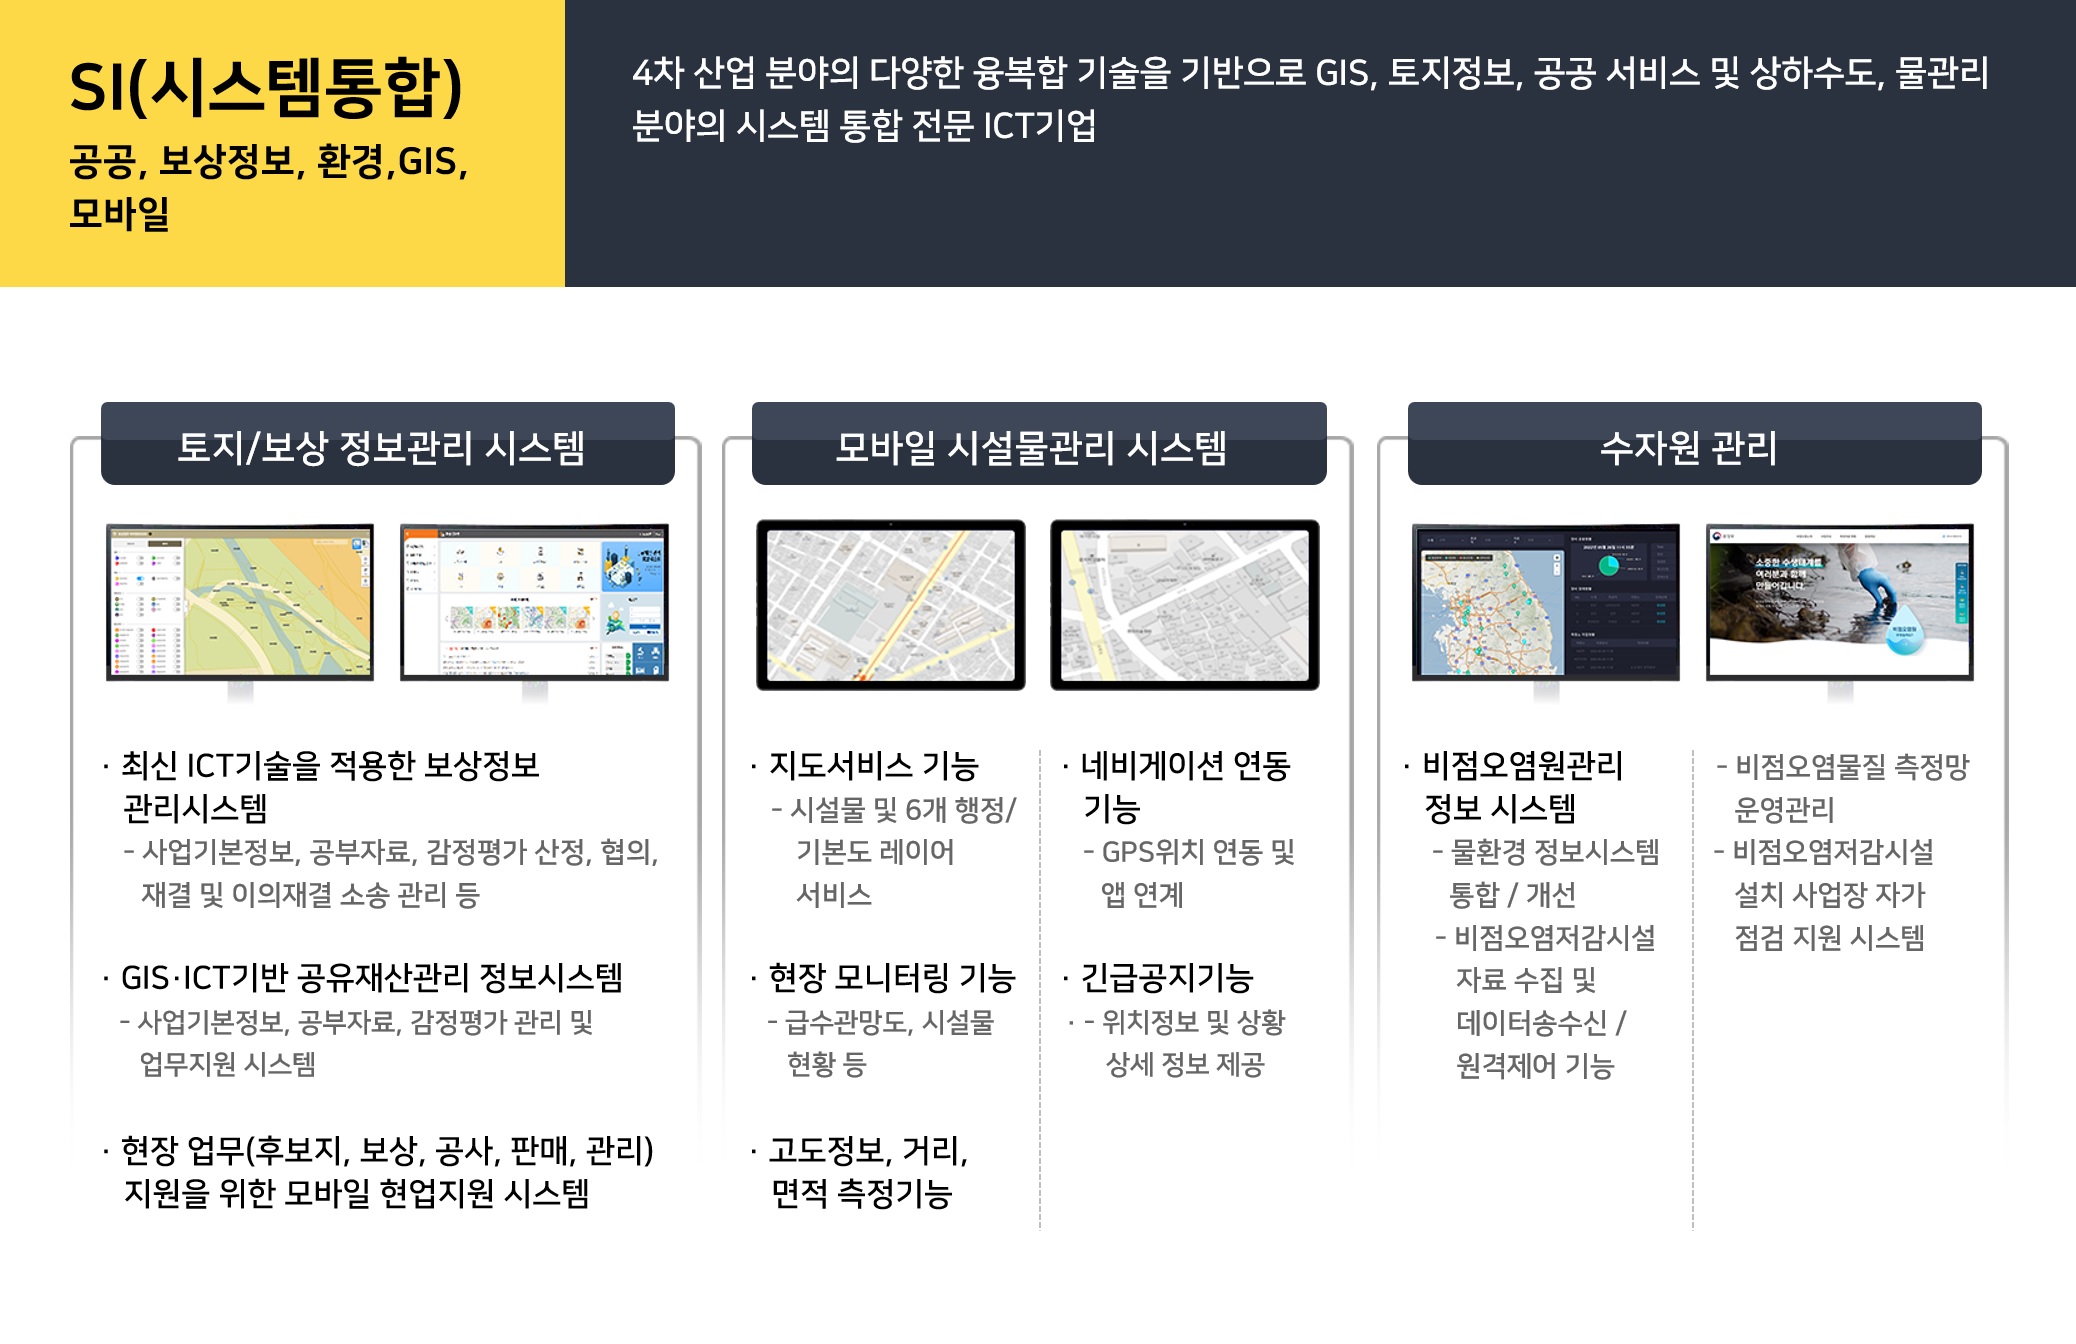 SI(시스템통합)
공공, 보상정보, 환경,GIS,
모바일
4차 산업 분야의 다양한 융복합 기술을 기반으로 GIS, 토지정보, 공공 서비스 및 상하수도, 물관리
분야의 시스템 통합 전문 ICT기업
토지/보상 정보관리 시스템
· 최신 ICT기술을 적용한 보상정보
관리시스템
- 사업기본정보, 공부자료, 감정평가 산정, 협의,
재결 및 이의재결 소송 관리 등
· GIS·ICT기반 공유재산관리 정보시스템
- 사업기본정보, 공부자료, 감정평가 관리 및
업무지원 시스템
· 현장 업무(후보지, 보상, 공사, 판매, 관리)
지원을 위한 모바일 현업지원 시스템
모바일 시설물관리 시스템
· 지도서비스 기능
- 시설물 및 6개 행정/
기본도 레이어
서비스
· 현장 모니터링 기능
- 급수관망도, 시설물
현황 등
· 고도정보, 거리,
면적 측정기능
· 네비게이션 연동
기능
- GPS위치 연동 및
앱 연계
· 긴급공지기능
· - 위치정보 및 상황
상세 정보 제공
수자원 관리
소중한 수생태계를
여러분과 함께
만들어갑니다.
비점오염원
· 비점오염원관리
정보 시스템
- 물환경 정보시스템
통합 / 개선
- 비점오염저감시설
자료 수집 및
데이터송수신 /
원격제어 기능
- 비점오염물질 측정망
운영관리
- 비점오염저감시설
설치 사업장 자가
점검 지원 시스템